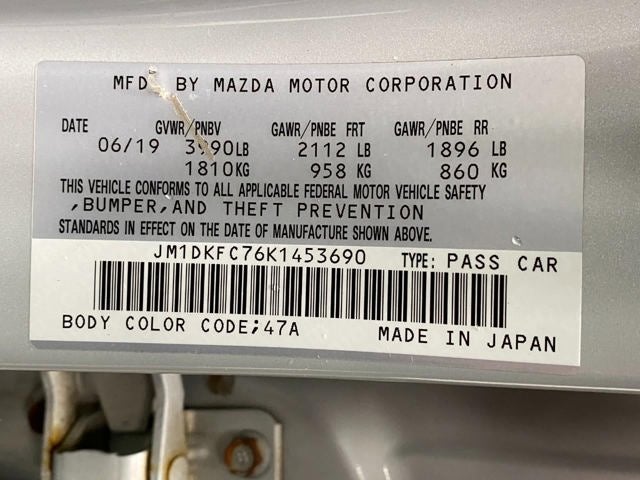 MFD BY MAZDA MOTOR CORPORATION
DATE GVWR/PNBV GAWR/PNBE FRT GAWR/PNBE RR
06/19 3990LB 2112 LB 1896 LB
1810KG 958 KG 860 KG
THIS VEHICLE CONFORMS TO ALL APPLICABLE FEDERAL MOTOR VEHICLE SAFETY
,BUMPER,AND THEFT PREVENTION
STANDARDS IN EFFECT ON THE DATE OF MANUFACTURE SHOWN ABOVE.
JM1DKFC76K1453690 TYPE: PASS CAR
BODY COLOR CODE;47A MADE IN JAPAN